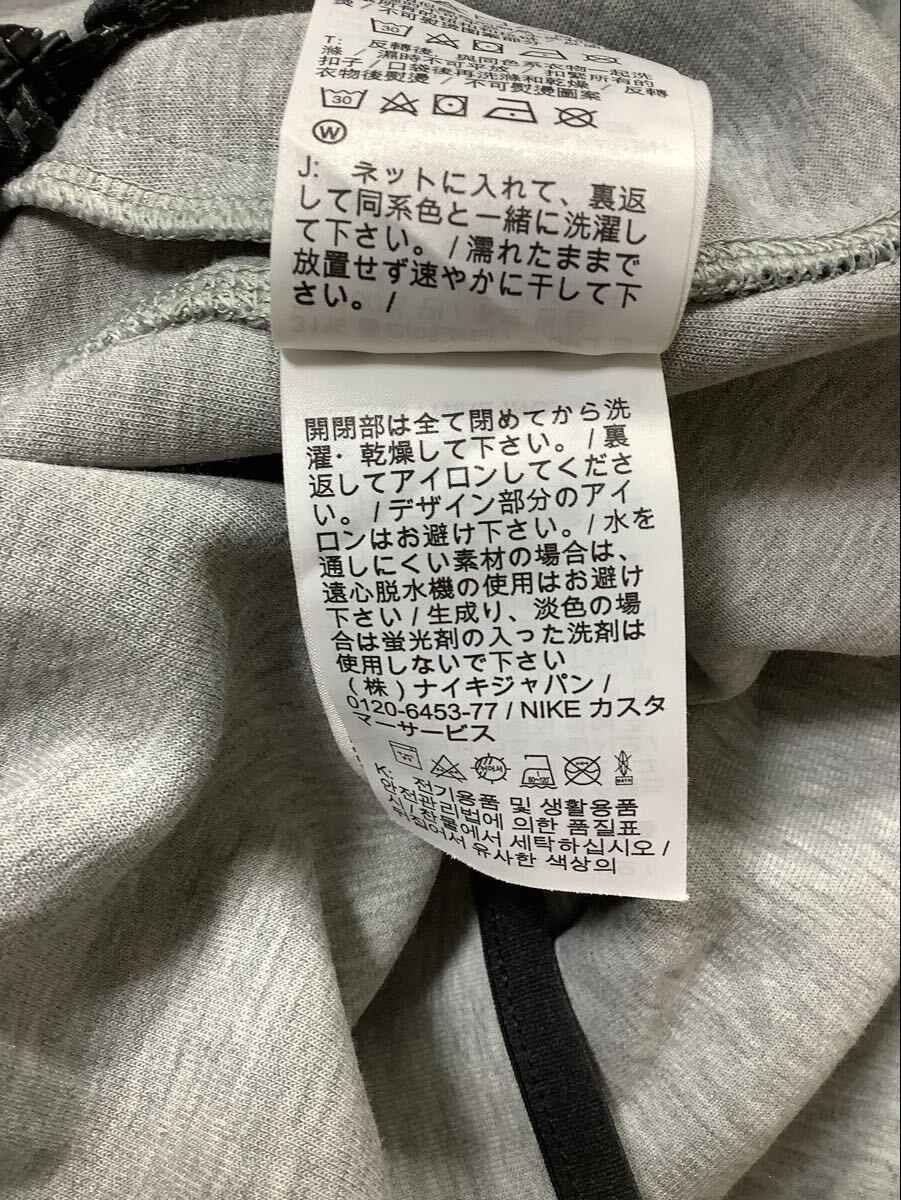 30
T: 反轉後、與同色系衣物一起洗
滌/濕時不可平放/扣緊所有的
扣子/口袋後再洗滌和乾燥/反轉
衣物後熨燙/不可熨燙圖案
30
W
J: ネットに入れて、裏返
して同系色と一緒に洗濯し
て下さい。/濡れたままで
放置せず速やかに干して下
さい。/
開閉部は全て閉めてから洗
濯・乾燥して下さい。/裏
返してアイロンしてくださ
い。/デザイン部分のアイ
ロンはお避け下さい。/水を
通しにくい素材の場合は、
遠心脱水機の使用はお避け
下さい/生成り、淡色の場
合は蛍光剤の入った洗剤は
使用しないで下さい
(株)ナイキジャパン/
0120-6453-77/NIKE カスタ
マーサービス
K: 전기용품 및 생활용품
안전관리법에 의한 품질표
시/찬물에서 세탁하십시오/
뒤집어서 유사한 색상의